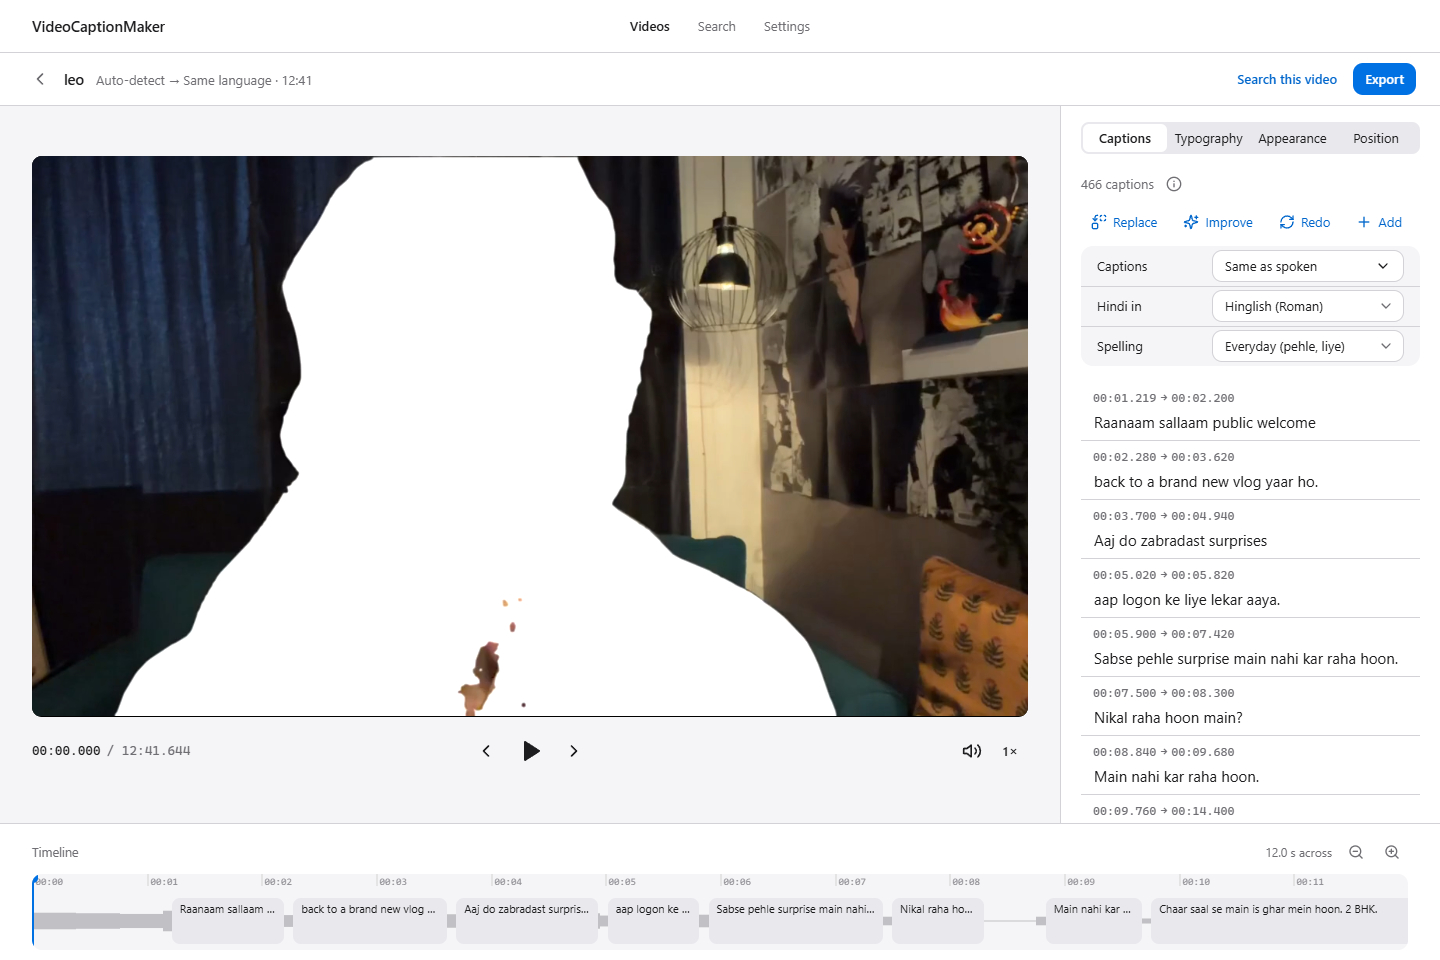 VideoCaptionMaker
Videos Search Settings
leo Auto-detect → Same language · 12:41
Search this video Export
Captions Typography Appearance Position
466 captions
Replace Improve Redo Add
Captions Same as spoken
Hindi in Hinglish (Roman)
Spelling Everyday (pehle, liye)
00:01.219 → 00:02.200
Raanaam sallaam public welcome
00:02.280 → 00:03.620
back to a brand new vlog yaar ho.
00:03.700 → 00:04.940
Aaj do zabradast surprises
00:05.020 → 00:05.820
aap logon ke liye lekar aaya.
00:05.900 → 00:07.420
Sabse pehle surprise main nahi kar raha hoon.
00:07.500 → 00:08.300
Nikal raha hoon main?
00:08.840 → 00:09.680
Main nahi kar raha hoon.
00:09.760 → 00:14.400
00:00.000 / 12:41.644
1×
Timeline
12.0 s across
00:00 00:01 00:02 00:03 00:04 00:05 00:06 00:07 00:08 00:09 00:10 00:11
Raanaam sallaam ... back to a brand new vlog ... Aaj do zabradast surpris... aap logon ke ... Sabse pehle surprise main nahi... Nikal raha ho... Main nahi kar ... Chaar saal se main is ghar mein hoon. 2 BHK.